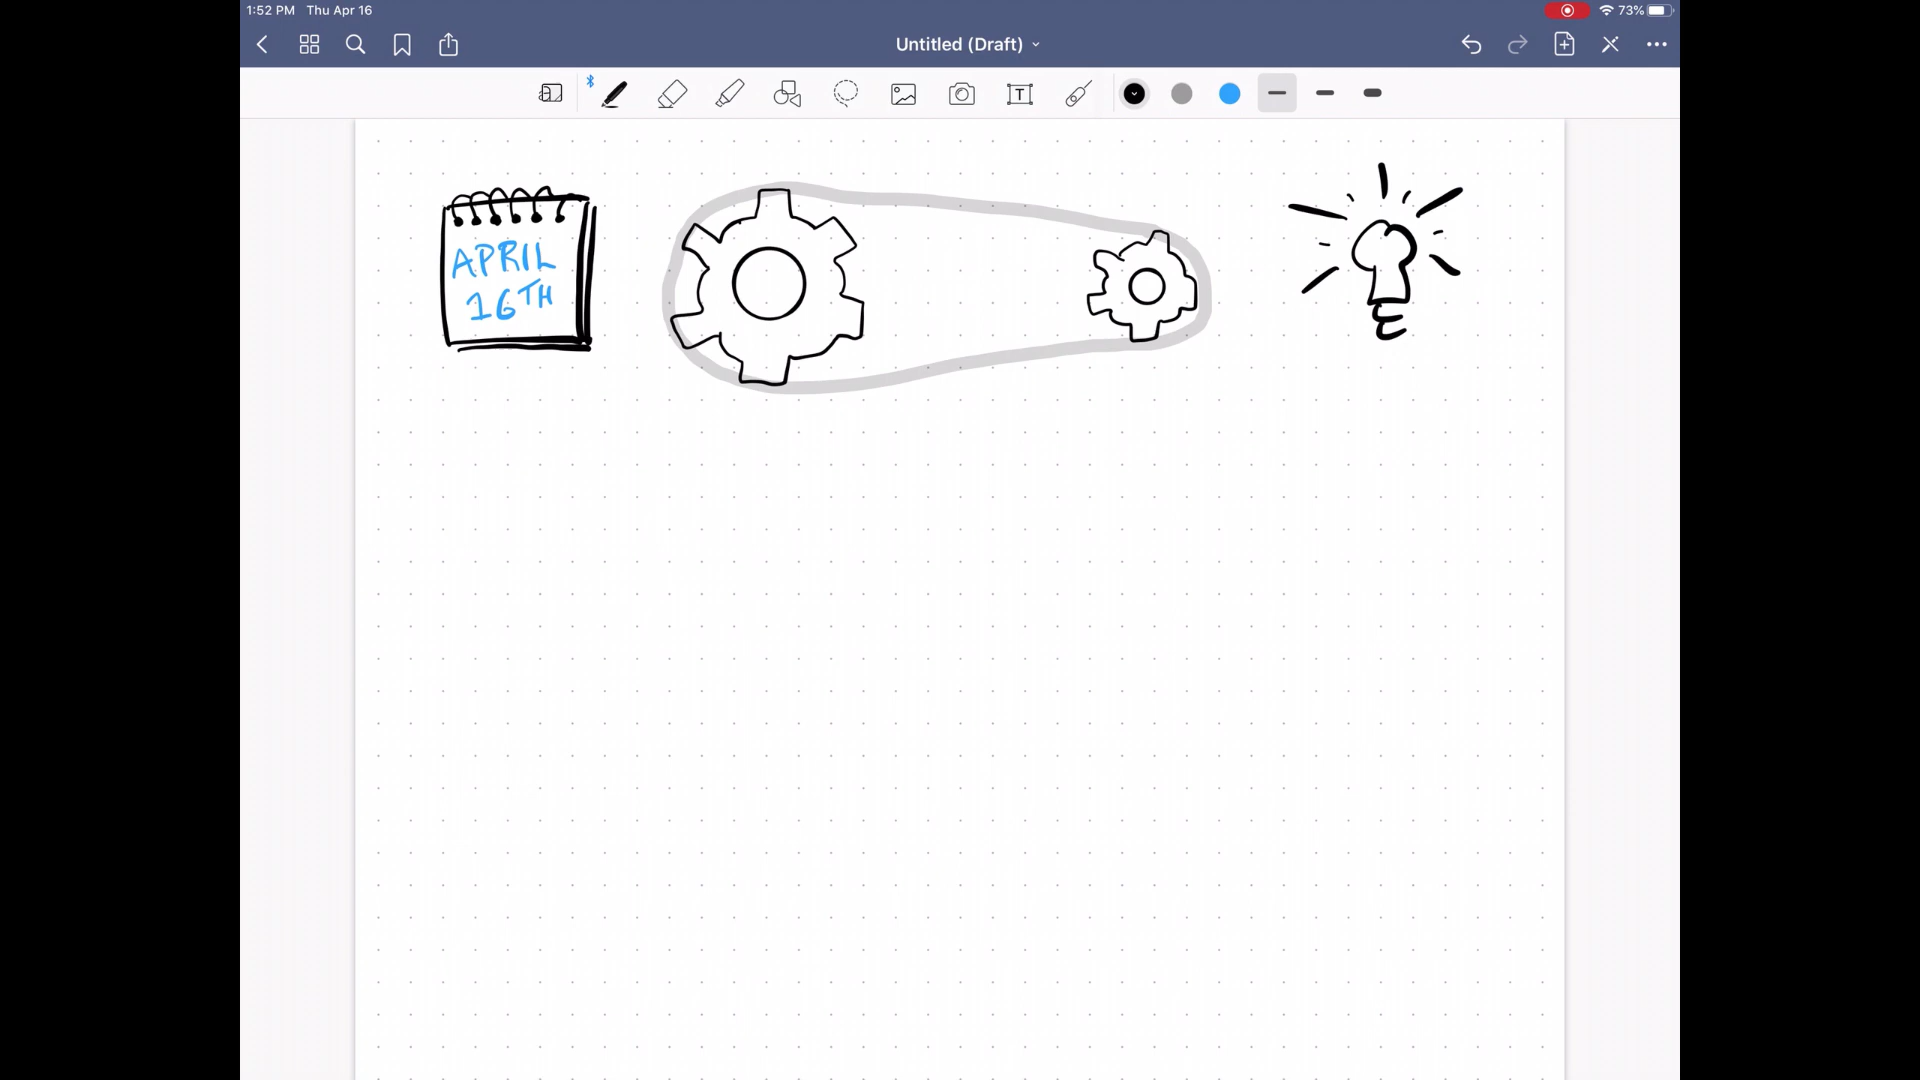 1:52 PM Thu Apr 16
73%
Untitled (Draft)
a
T
APRIL
16TH